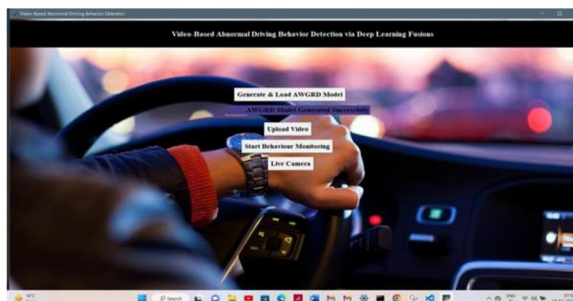 Video Based Abnormal Driving Behavior Detection
Video-Based Abnormal Driving Behavior Detection via Deep Learning Fusions
Generate & Load AWGRD Model
AWGRD Model Generated Successfully
Upload Video
Start Behaviour Monitoring
Live Camera
Search
ENG